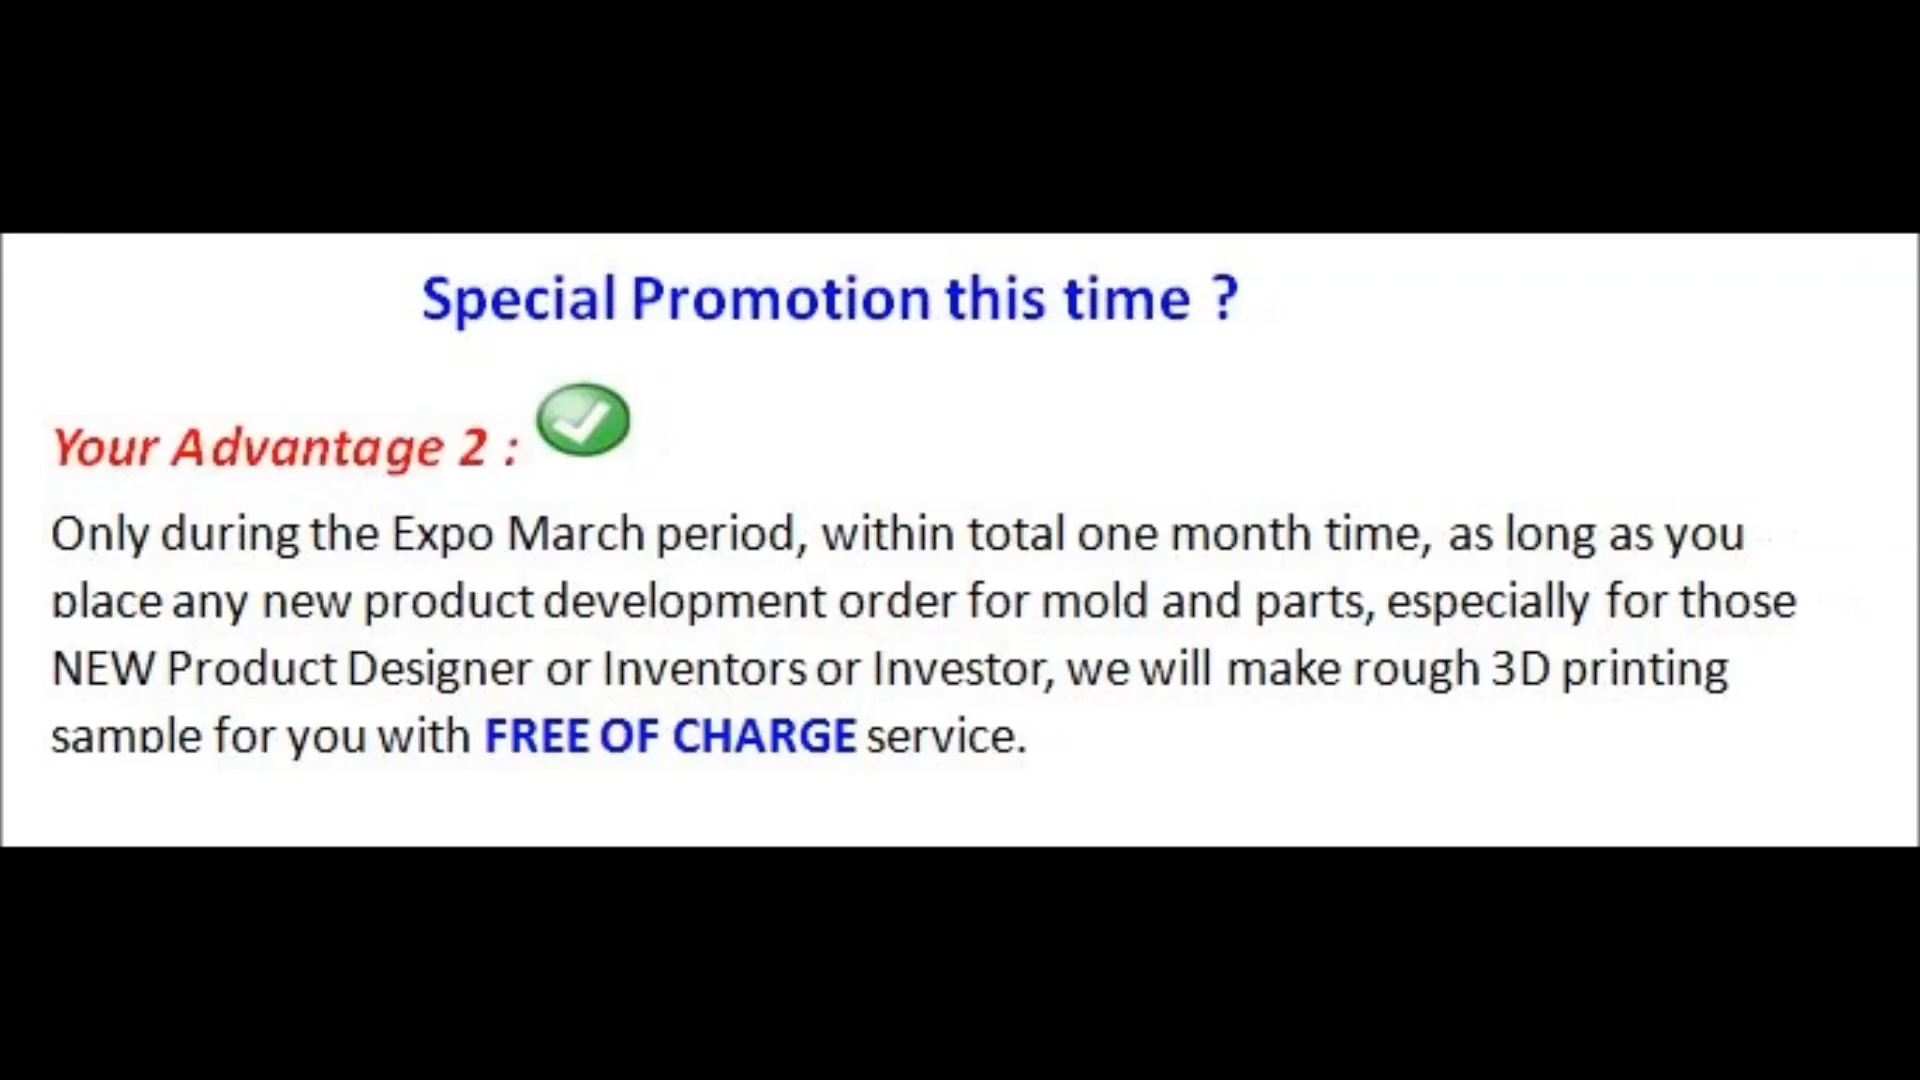 Special Promotion this time ?
Your Advantage 2 :
Only during the Expo March period, within total one month time, as long as you
place any new product development order for mold and parts, especially for those
NEW Product Designer or Inventors or Investor, we will make rough 3D printing
sample for you with FREE OF CHARGE service.